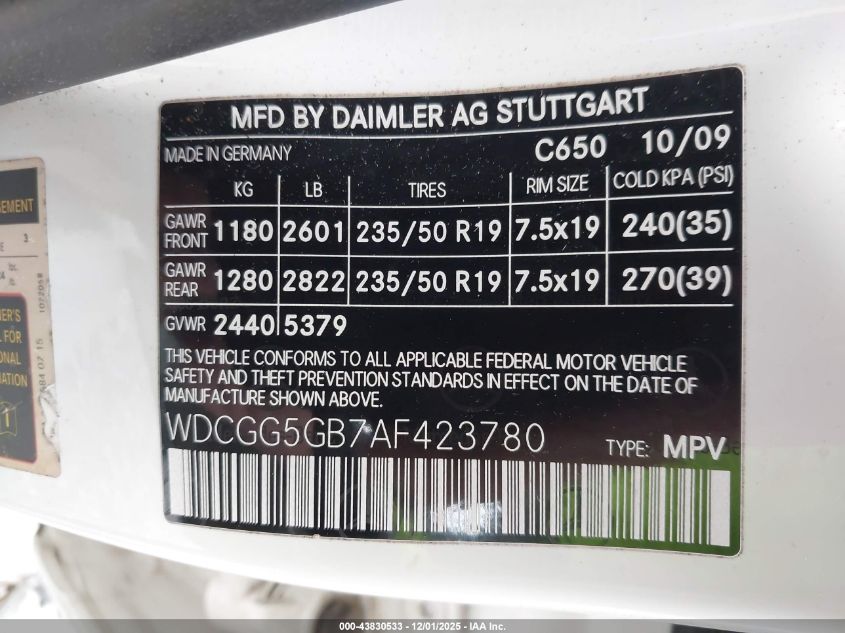 MFD BY DAIMLER AG STUTTGART
MADE IN GERMANY C650 10/09
KG LB TIRES RIM SIZE COLD KPA (PSI)
GAWR FRONT 1180 2601 235/50 R19 7.5x19 240(35)
GAWR REAR 1280 2822 235/50 R19 7.5x19 270(39)
GVWR 2440 5379
THIS VEHICLE CONFORMS TO ALL APPLICABLE FEDERAL MOTOR VEHICLE
SAFETY AND THEFT PREVENTION STANDARDS IN EFFECT ON THE DATE OF
MANUFACTURE SHOWN ABOVE.
WDCGG5GB7AF423780 TYPE: MPV
000-43830533 - 12/01/2025 - IAA Inc.